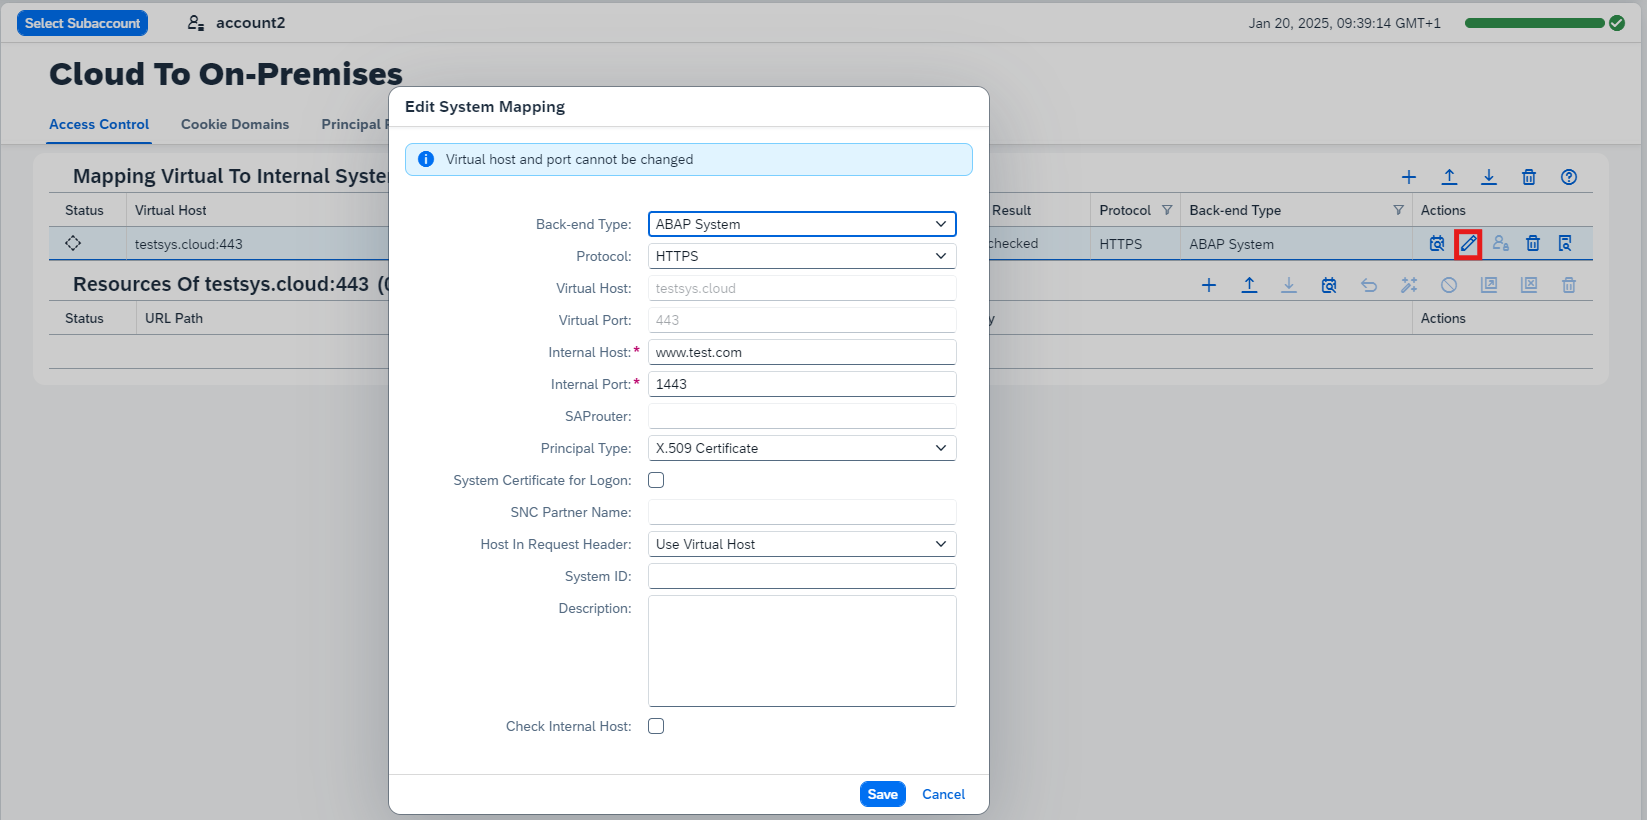 Select Subaccount account2 Jan 20, 2025, 09:39:14 GMT+1
Cloud To On-Premises
Access Control Cookie Domains Principal
Mapping Virtual To Internal
Status Virtual Host Result Protocol Back-end Type Actions
testsys.cloud:443 checked HTTPS ABAP System
Resources Of testsys.cloud:443
Status URL Path Actions
Edit System Mapping
Virtual host and port cannot be changed
Back-end Type: ABAP System
Protocol: HTTPS
Virtual Host: testsys.cloud
Virtual Port: 443
Internal Host:* www.test.com
Internal Port:* 1443
SAProuter:
Principal Type: X.509 Certificate
System Certificate for Logon:
SNC Partner Name:
Host In Request Header: Use Virtual Host
System ID:
Description:
Check Internal Host:
Save Cancel